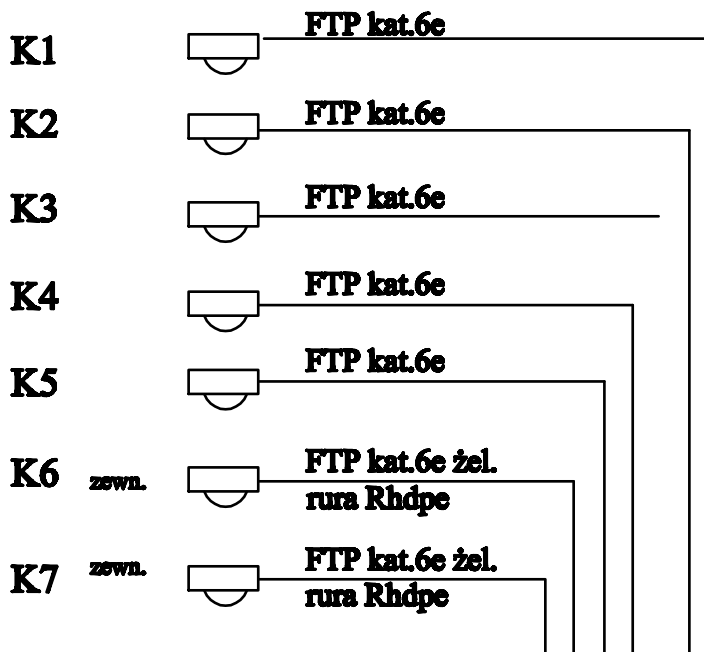 K1 FTP kat.6e
K2 FTP kat.6e
K3 FTP kat.6e
K4 FTP kat.6e
K5 FTP kat.6e
K6 zewn. FTP kat.6e żel.
rura Rhdpe
K7 zewn. FTP kat.6e żel.
rura Rhdpe